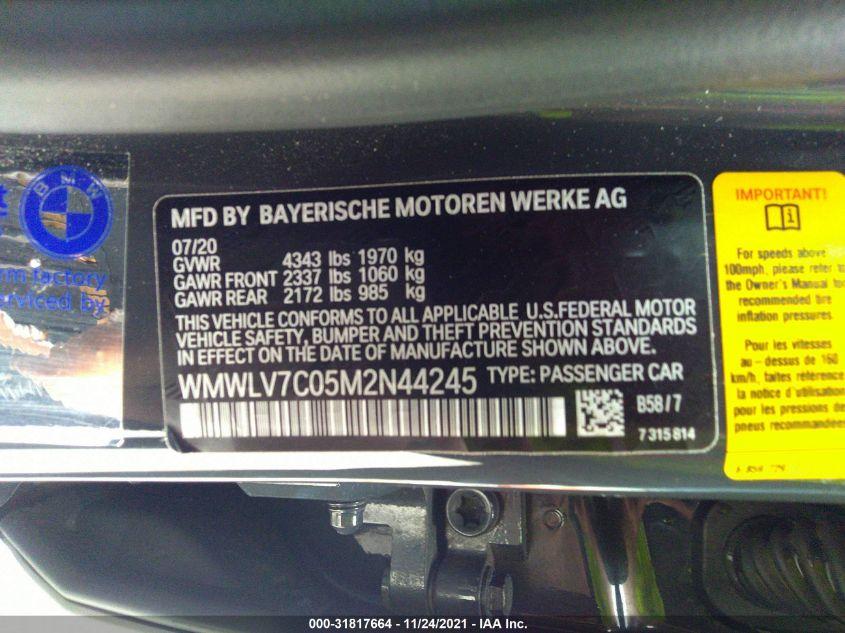 BMW
rm factory
serviced by
MFD BY BAYERISCHE MOTOREN WERKE AG
07/20
GVWR 4343 lbs 1970 kg
GAWR FRONT 2337 lbs 1060 kg
GAWR REAR 2172 lbs 985 kg
THIS VEHICLE CONFORMS TO ALL APPLICABLE U.S.FEDERAL MOTOR
VEHICLE SAFETY, BUMPER AND THEFT PREVENTION STANDARDS
IN EFFECT ON THE DATE OF MANUFACTURE SHOWN ABOVE.
WMWLV7C05M2N44245 TYPE: PASSENGER CAR
B58/7
7 315 814
IMPORTANT!
For speeds above
100mph, please refer to
the Owner's Manual for
recommended tire
inflation pressures
Pour les vitesses
au - dessus de 160
km/h, faites référence
pour les pressions de
pneus recommandées
000-31817664 - 11/24/2021 - IAA Inc.